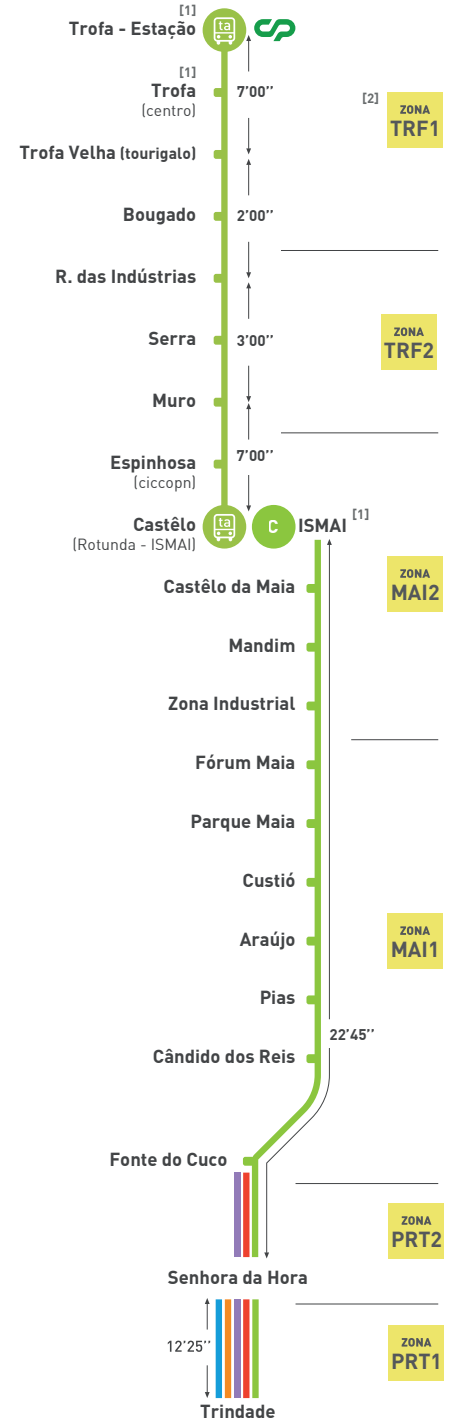 [1]
Trofa - Estação
ta
CP
[1]
Trofa
(centro)
7’00’’
[2]
ZONA
TRF1
Trofa Velha (tourigalo)
Bougado
2’00’’
R. das Indústrias
Serra
3’00’’
ZONA
TRF2
Muro
Espinhosa
(ciccopn)
7’00’’
Castêlo
(Rotunda - ISMAI)
ta
C
ISMAI [1]
Castêlo da Maia
ZONA
MAI2
Mandim
Zona Industrial
Fórum Maia
Parque Maia
Custió
Araújo
ZONA
MAI1
Pias
22’45’’
Cândido dos Reis
Fonte do Cuco
ZONA
PRT2
Senhora da Hora
12’25’’
ZONA
PRT1
Trindade